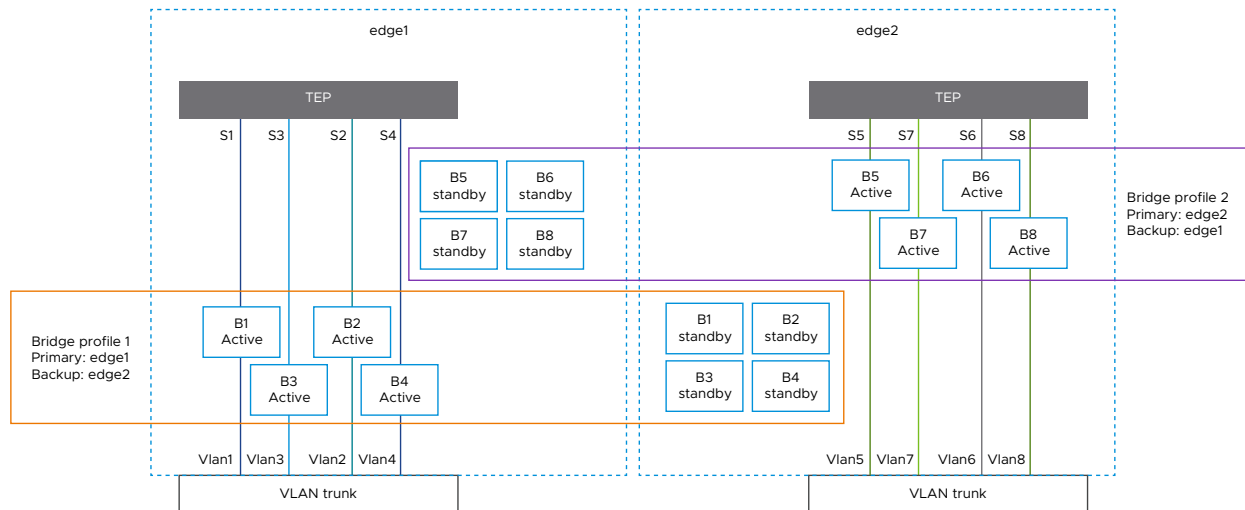 edge1
edge2
TEP
TEP
S1
S3
S2
S4
S5
S7
S6
S8
B5
standby
B6
standby
B7
standby
B8
standby
B5
Active
B6
Active
B7
Active
B8
Active
Bridge profile 2
Primary: edge2
Backup: edge1
Bridge profile 1
Primary: edge1
Backup: edge2
B1
Active
B2
Active
B3
Active
B4
Active
B1
standby
B2
standby
B3
standby
B4
standby
Vlan1
Vlan3
Vlan2
Vlan4
Vlan5
Vlan7
Vlan6
Vlan8
VLAN trunk
VLAN trunk